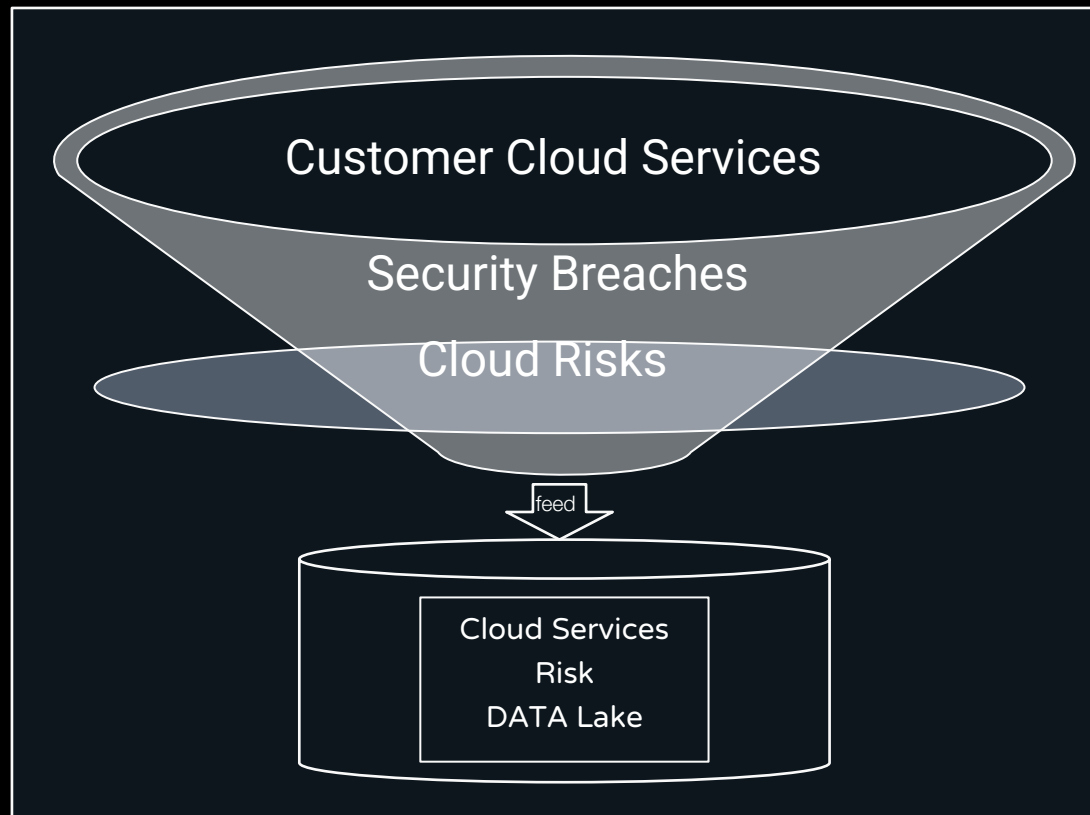 Customer Cloud Services
Security Breaches
Cloud Risks
feed
Cloud Services
Risk
DATA Lake